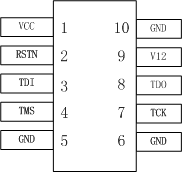 VCC 1 10 GND
RSTN 2 9 V12
TDI 3 8 TDO
TMS 4 7 TCK
GND 5 6 GND